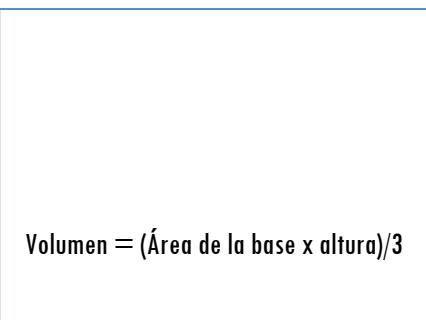 Volumen = (Área de la base x altura)/3